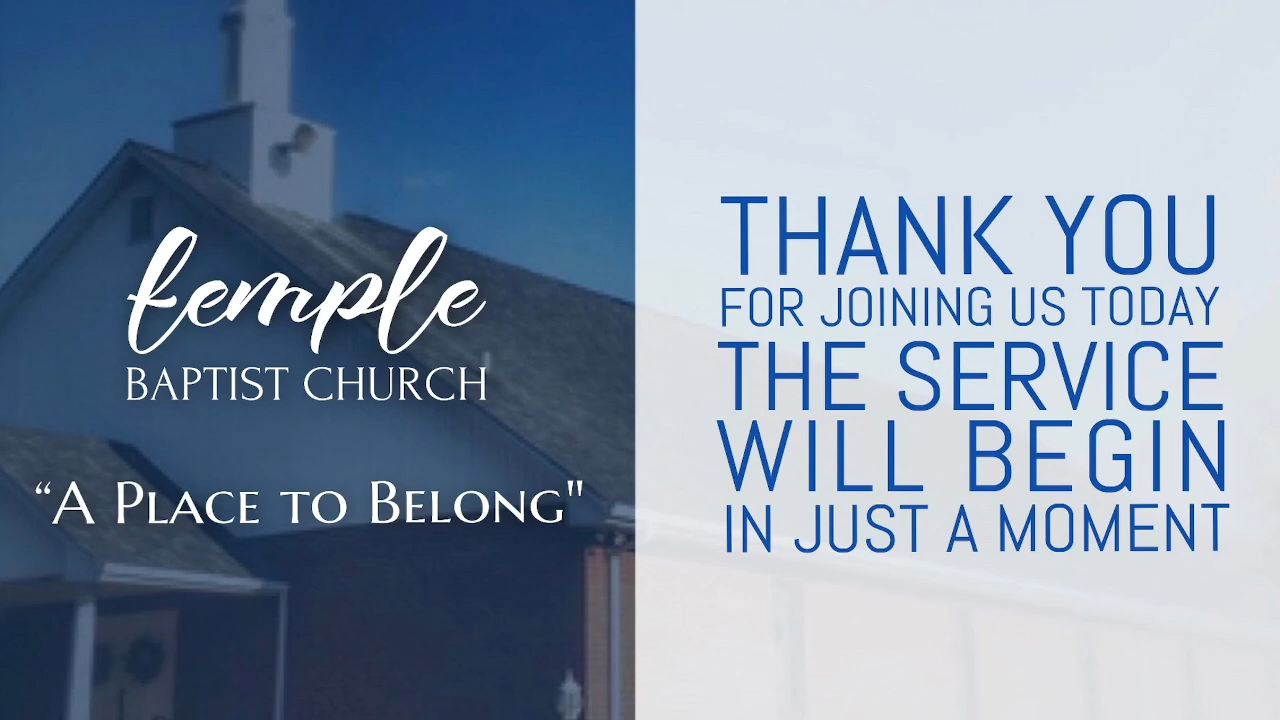 temple
BAPTIST CHURCH
“A Place to Belong"
THANK YOU
FOR JOINING US TODAY
THE SERVICE
WILL BEGIN
IN JUST A MOMENT